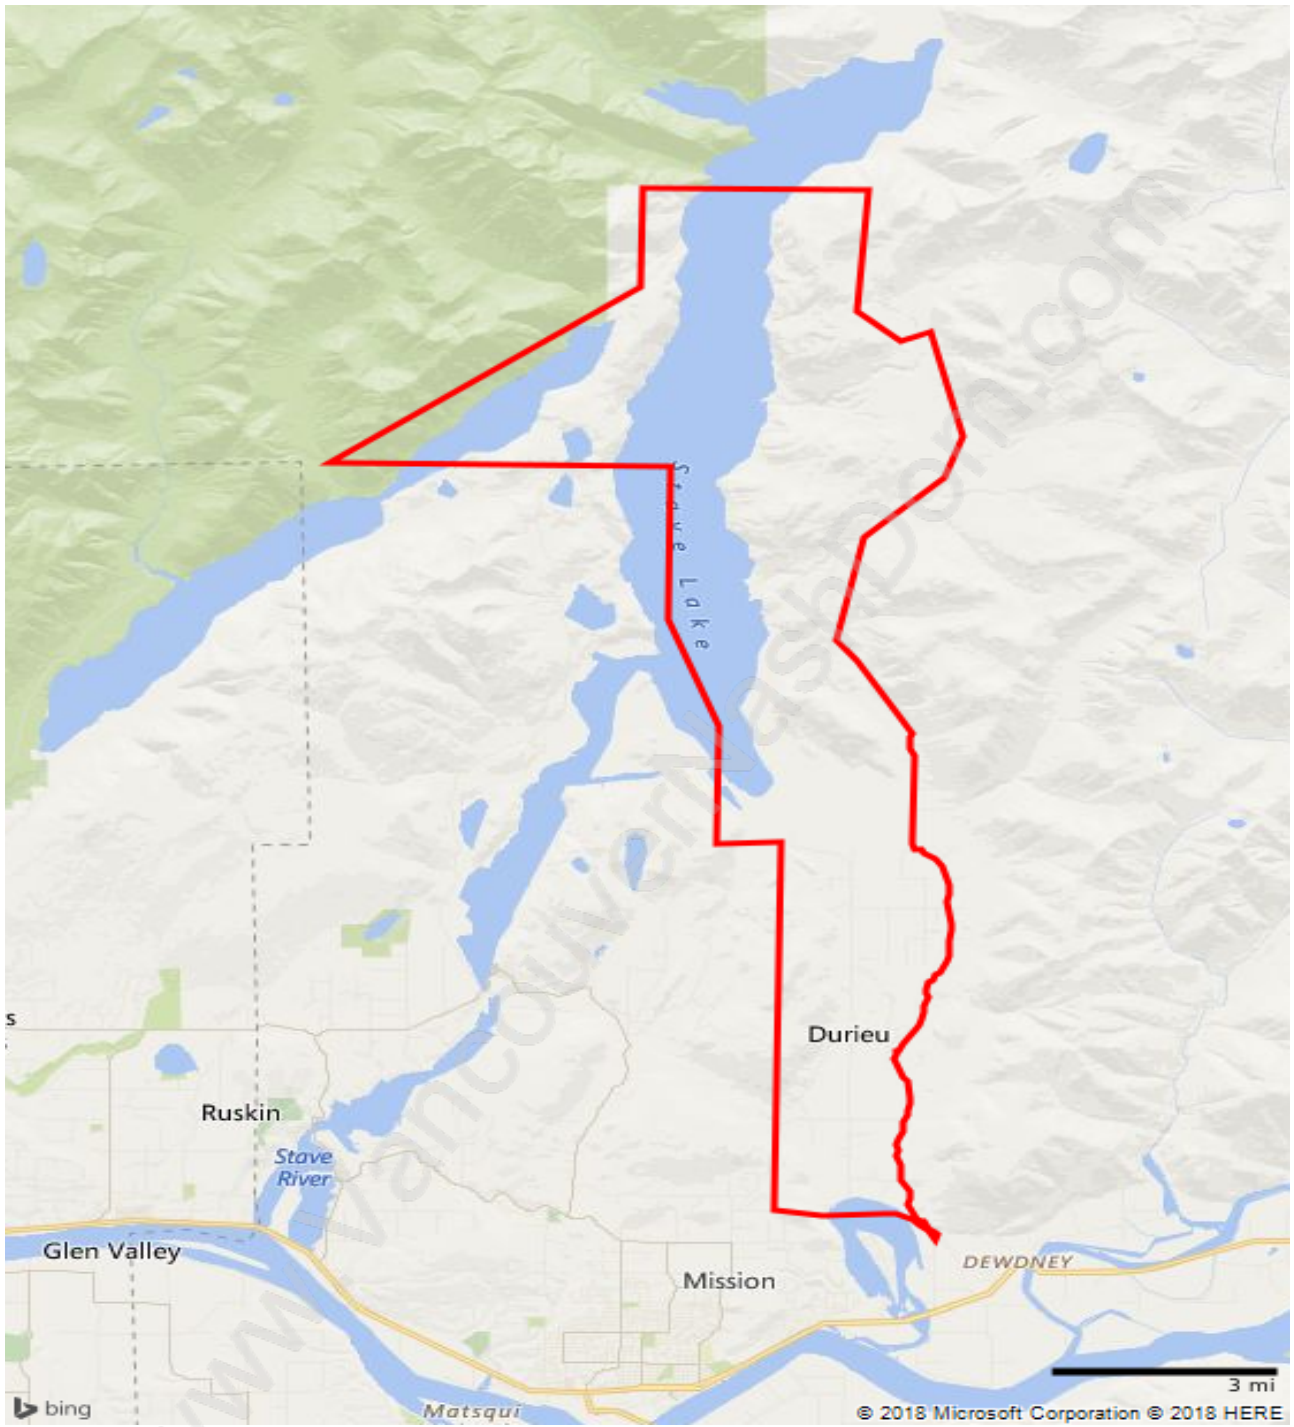 Stave Lake
www.VancouverNashDom.com
Durieu
s
Ruskin
Stave
River
Glen Valley
DEWDNEY
Mission
3 mi
Matsqui
bing
© 2018 Microsoft Corporation © 2018 HERE